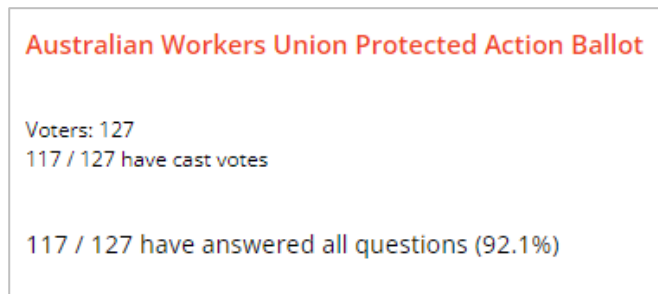 Australian Workers Union Protected Action Ballot
Voters: 127
117 / 127 have cast votes
117 / 127 have answered all questions (92.1%)